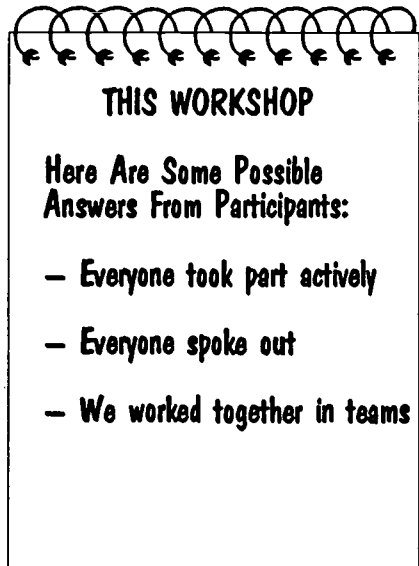 THIS WORKSHOP
Here Are Some Possible
Answers From Participants:
– Everyone took part actively
– Everyone spoke out
– We worked together in teams